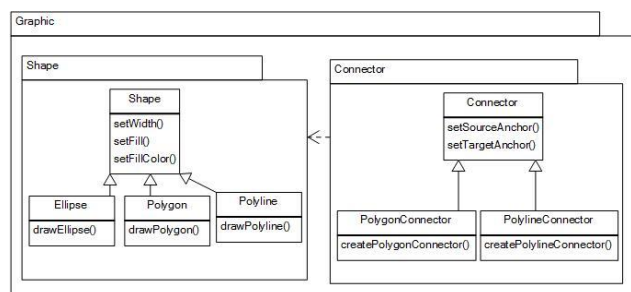 Graphic
Shape
Shape
setWidth()
setFill()
setFillColor()
Ellipse
drawEllipse()
Polygon
drawPolygon()
Polyline
drawPolyline()
Connector
Connector
setSourceAnchor()
setTargetAnchor()
PolygonConnector
createPolygonConnector()
PolylineConnector
createPolylineConnector()